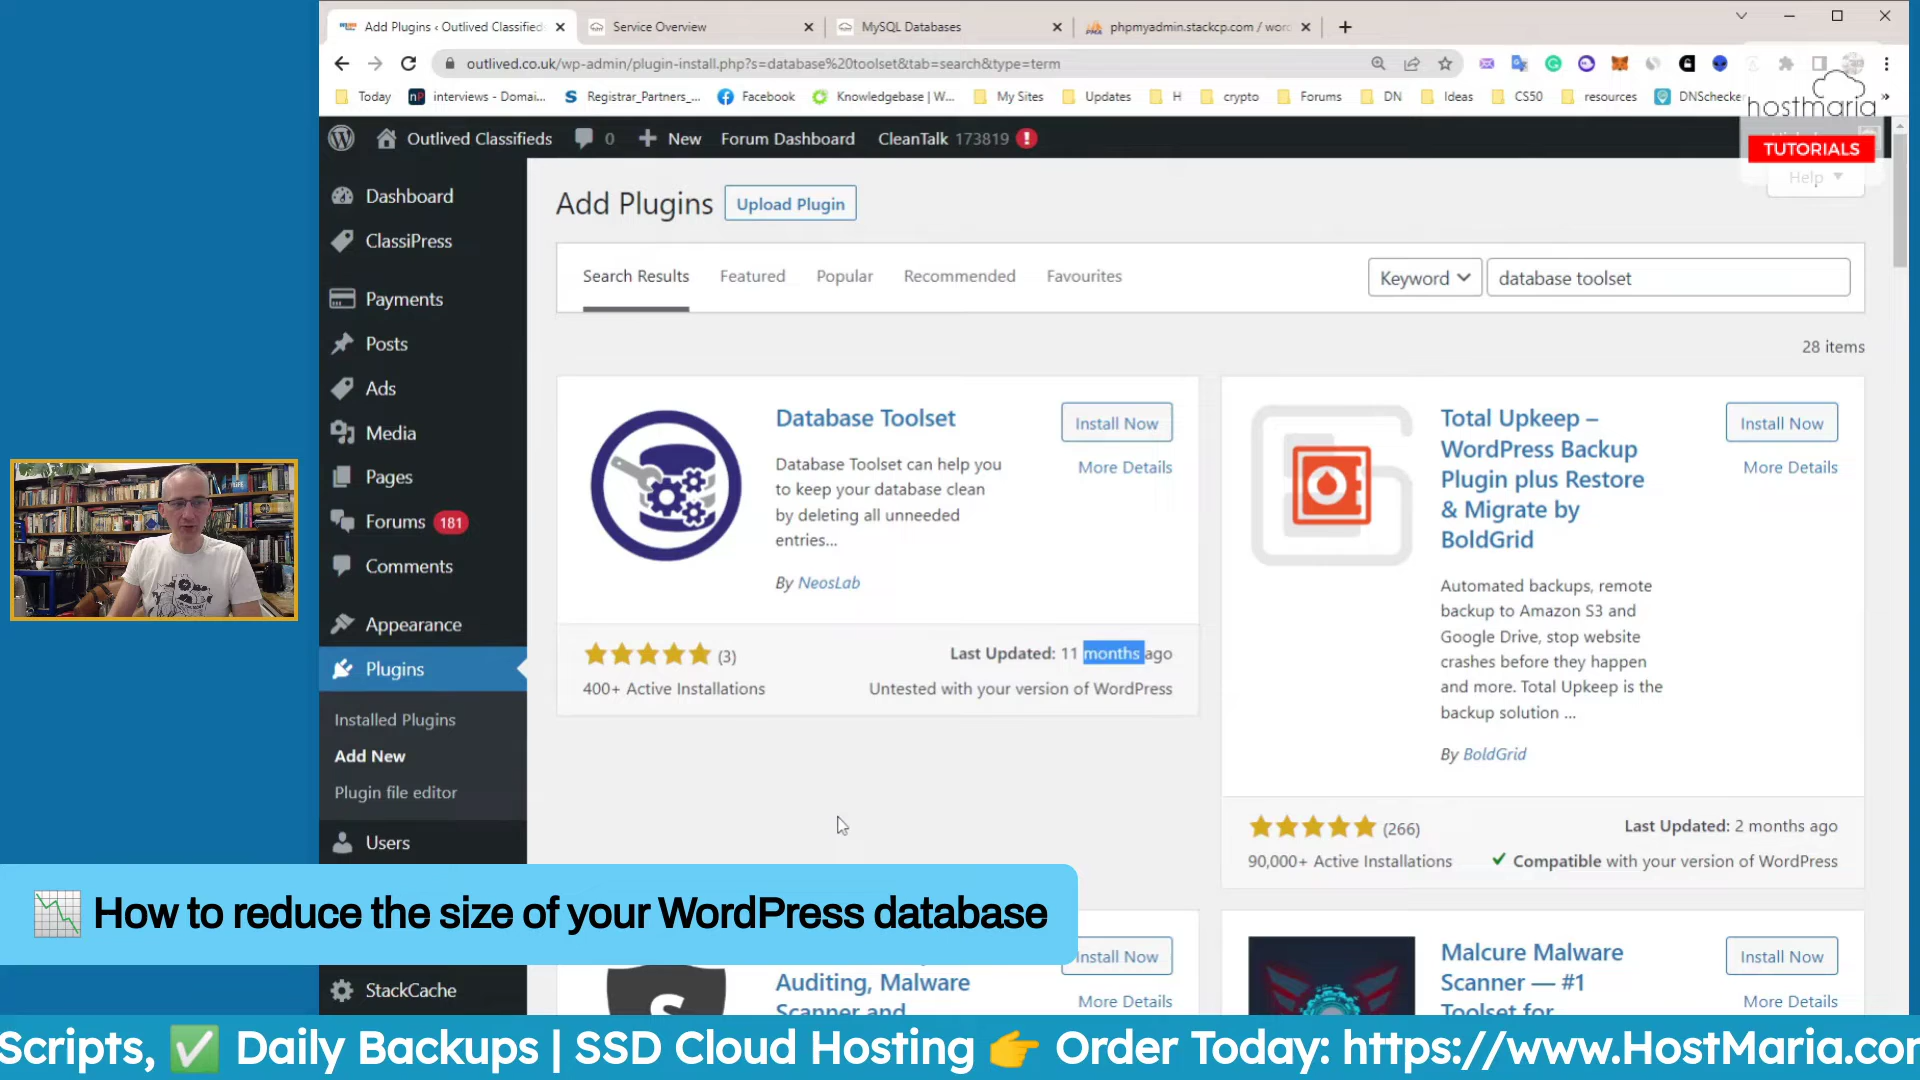 Add Plugins ‹ Outlived Classifieds
Service Overview
MySQL Databases
phpmyadmin.stackcp.com / word
outlived.co.uk/wp-admin/plugin-install.php?s=database%20toolset&tab=search&type=term
Today
interviews - Domai...
Registrar_Partners_...
Facebook
Knowledgebase | W...
My Sites
Updates
H
crypto
Forums
DN
Ideas
CS50
resources
DNSchecke
»
hostmaria
TUTORIALS
Outlived Classifieds
0
New
Forum Dashboard
CleanTalk 173819 !
Help
Dashboard
ClassiPress
Payments
Posts
Ads
Media
Pages
Forums 181
Comments
Appearance
Plugins
Installed Plugins
Add New
Plugin file editor
Users
StackCache
Add Plugins
Upload Plugin
Search Results
Featured
Popular
Recommended
Favourites
Keyword
database toolset
28 items
Database Toolset
Install Now
More Details
Database Toolset can help you
to keep your database clean
by deleting all unneeded
entries...
By NeosLab
(3)
Last Updated: 11 months ago
400+ Active Installations
Untested with your version of WordPress
Total Upkeep –
WordPress Backup
Plugin plus Restore
& Migrate by
BoldGrid
Install Now
More Details
Automated backups, remote
backup to Amazon S3 and
Google Drive, stop website
crashes before they happen
and more. Total Upkeep is the
backup solution ...
By BoldGrid
(266)
Last Updated: 2 months ago
90,000+ Active Installations
Compatible with your version of WordPress
Install Now
Auditing, Malware
Scanner and
More Details
S
Malcure Malware
Scanner — #1
Toolset for
Install Now
More Details
How to reduce the size of your WordPress database
Scripts, ✅ Daily Backups | SSD Cloud Hosting 👉 Order Today: https://www.HostMaria.com